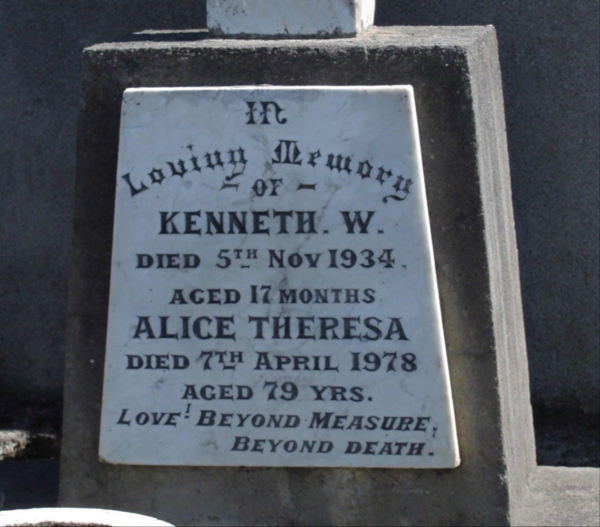 In
Loving Memory
- OF -
KENNETH. W.
DIED 5TH NOV 1934.
AGED 17 MONTHS
ALICE THERESA
DIED 7TH APRIL 1978
AGED 79 YRS.
LOVE! BEYOND MEASURE,
BEYOND DEATH.